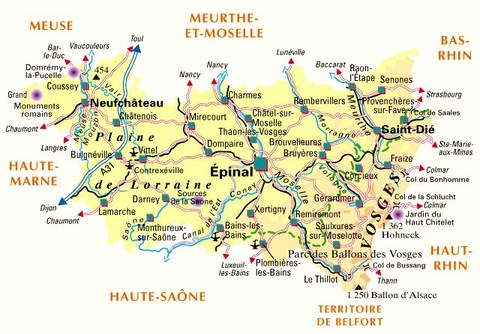 MEUSE
MEURTHE-
ET-MOSELLE
BAS-
RHIN
Bar-
le-Duc
Vaucouleurs
Toul
Nancy
Nancy
Lunéville
Baccarat
Raon-
l'Étape
Domrémy-
la-Pucelle
454
Vair
Coussey
Senones
Strasbourg
Grand
Monuments
romains
Neufchâteau
Charmes
Rambervillers
Meurthe
Provenchères-
sur-Fave
Col de Saales
Châtel-sur-
Moselle
Chaumont
Meuse
Mouzon
Châtenois
Mirecourt
Mortagne
Saint-Dié
Thaon-les-Vosges
Langres
Plaine
Brouvelieures
Ste-Marie-
aux-Mines
Dompaire
Bruyères
Bulgnéville
Vittel
Fraize
HAUTE-
MARNE
A31
Contrexéville
Épinal
Corcieux
Colmar
Col du Bonhomme
de-Lorraine
Coney
Moselle
Vologne
Darney
Sources
de la Saône
Gérardmer
VOSGES
Col de la Schlucht
Colmar
Dijon
Lamarche
Xertigny
Remiremont
Jardin du
Haut Chitelet
Chaumont
Saône
Monthureux-
sur-Saône
Canal de l'Est
Bains-les-
Bains
Saulxures-
sur-Moselotte
1 362
Hohneck
Parc des Ballons des Vosges
HAUT-
RHIN
Luxeuil-
les-Bains
Plombières-
les-Bains
Col de Bussang
Le Thillot
Thann
HAUTE-SAÔNE
1 250 Ballon d'Alsace
TERRITOIRE
DE BELFORT